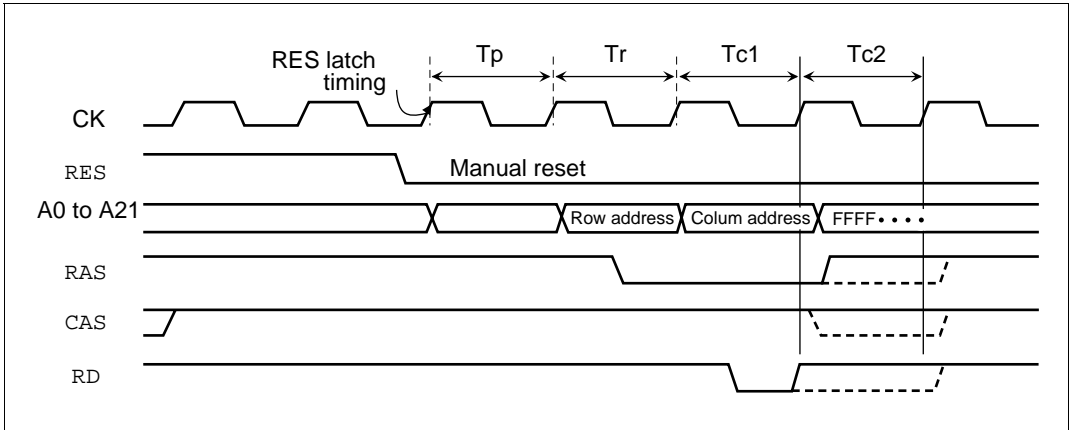 Tp Tr Tc1 Tc2
RES latch
timing
CK
RES Manual reset
A0 to A21 Row address Colum address FFFF • • • •
RAS
CAS
RD